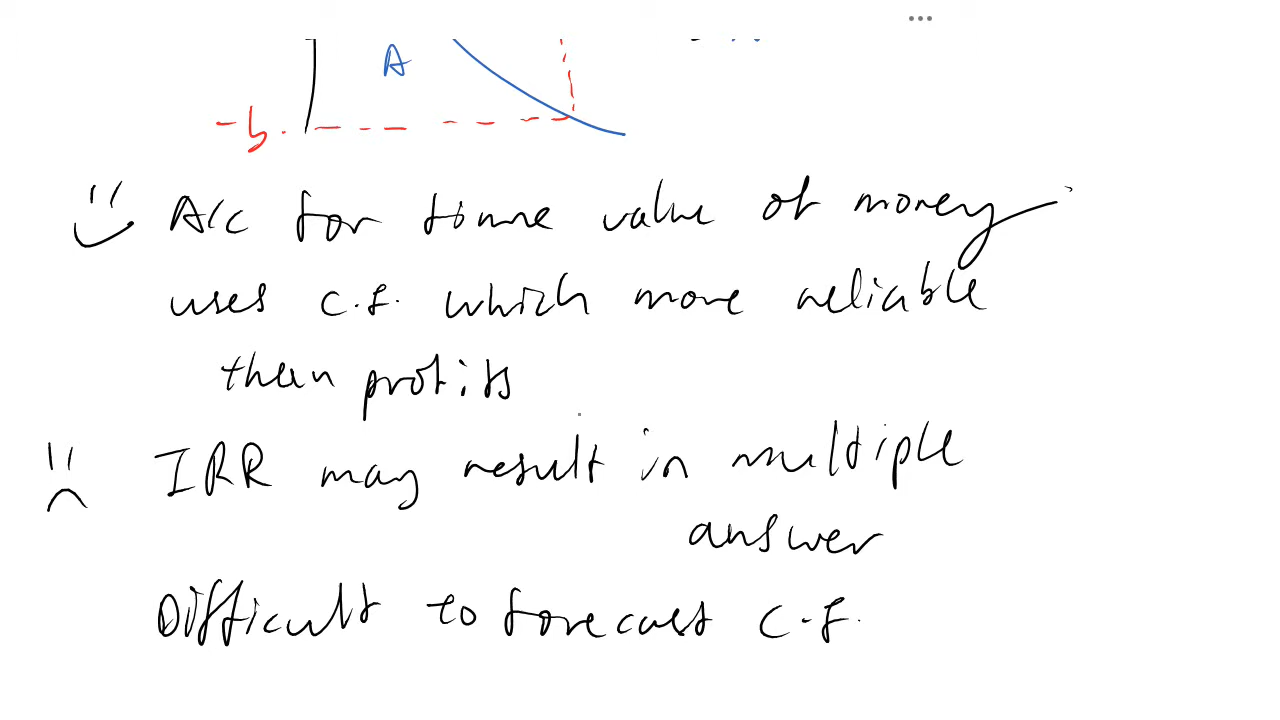 A
-b.
A/c for time value of money
uses c.f. which more reliable
than profits
IRR may result in multiple
answer
Difficult to forecast c.f.